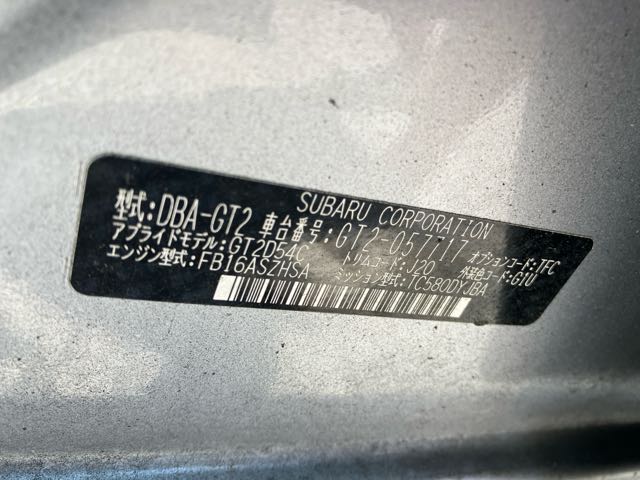 SUBARU CORPORATION
型式:DBA-GT2 車台番号:GT2-057117 オプションコード:TFC
アプライドモデル:GT2D54C トリムコード:J20 外装色コード:G1U
エンジン型式:FB16ASZHSA ミッション型式:TC580DYJBA